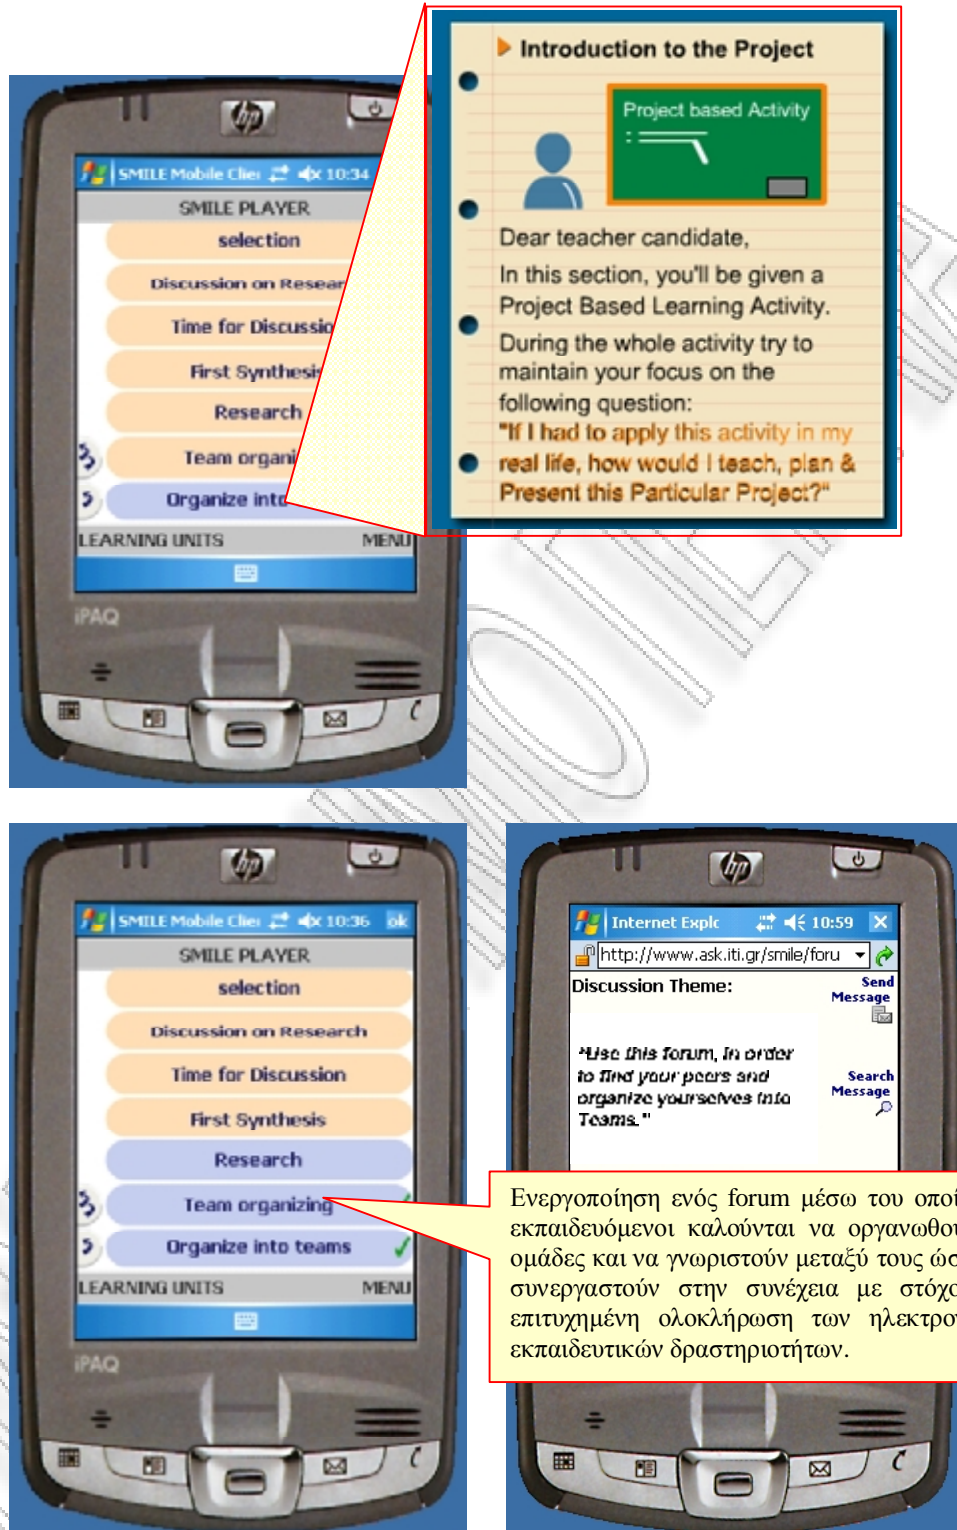 Introduction to the Project
Project based Activity
Dear teacher candidate,
In this section, you'll be given a
Project Based Learning Activity.
During the whole activity try to
maintain your focus on the
following question:
"If I had to apply this activity in my
real life, how would I teach, plan &
Present this Particular Project?"
hp
SMILE Mobile Clie 10:34
SMILE PLAYER
selection
Discussion on Resear
Time for Discussio
First Synthesis
Research
Team organi
Organize into
LEARNING UNITS MENU
iPAQ
hp
SMILE Mobile Clie 10:36 ok
SMILE PLAYER
selection
Discussion on Research
Time for Discussion
First Synthesis
Research
Team organizing
Organize into teams
LEARNING UNITS MENU
iPAQ
hp
Internet Explc 10:59
http://www.ask.iti.gr/smile/foru
Discussion Theme:
Send
Message
"Use this forum, in order
to find your peers and
organize yourselves into
Teams."
Search
Message
Ενεργοποίηση ενός forum μέσω του οποί
εκπαιδευόμενοι καλούνται να οργανωθού
ομάδες και να γνωριστούν μεταξύ τους ώσ
συνεργαστούν στην συνέχεια με στόχο
επιτυχημένη ολοκλήρωση των ηλεκτρον
εκπαιδευτικών δραστηριοτήτων.